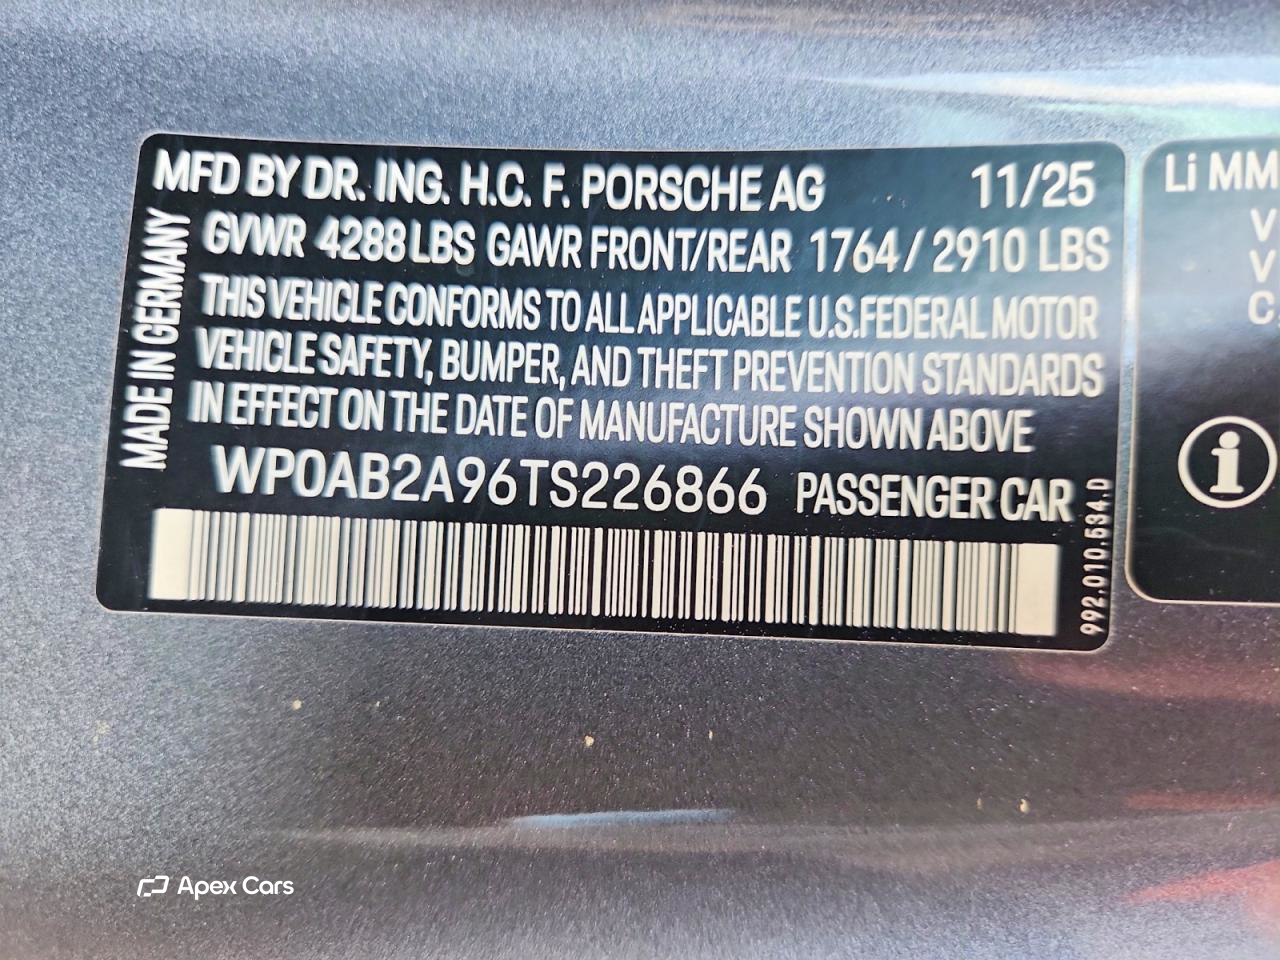 MFD BY DR. ING. H.C. F. PORSCHE AG 11/25
GVWR 4288 LBS GAWR FRONT/REAR 1764 / 2910 LBS
THIS VEHICLE CONFORMS TO ALL APPLICABLE U.S.FEDERAL MOTOR
VEHICLE SAFETY, BUMPER, AND THEFT PREVENTION STANDARDS
IN EFFECT ON THE DATE OF MANUFACTURE SHOWN ABOVE
WP0AB2A96TS226866 PASSENGER CAR
MADE IN GERMANY
992.010.534.D
Li MM
V
V
i
Apex Cars